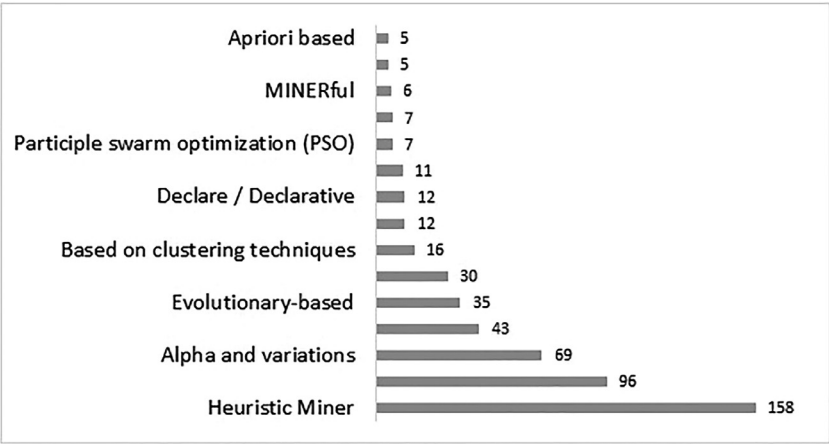 Apriori based 5
5
MINERful 6
7
Participle swarm optimization (PSO) 7
11
Declare / Declarative 12
12
Based on clustering techniques 16
30
Evolutionary-based 35
43
Alpha and variations 69
96
Heuristic Miner 158